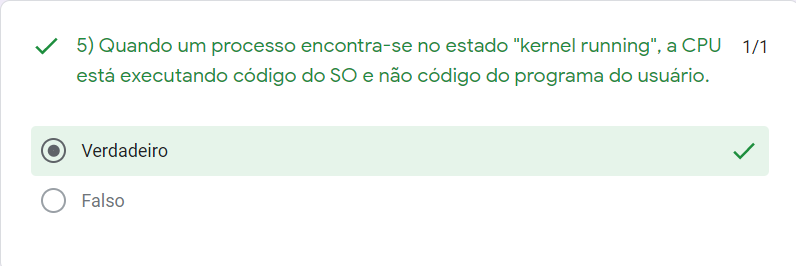 5) Quando um processo encontra-se no estado "kernel running", a CPU 1/1
está executando código do SO e não código do programa do usuário.
Verdadeiro
Falso